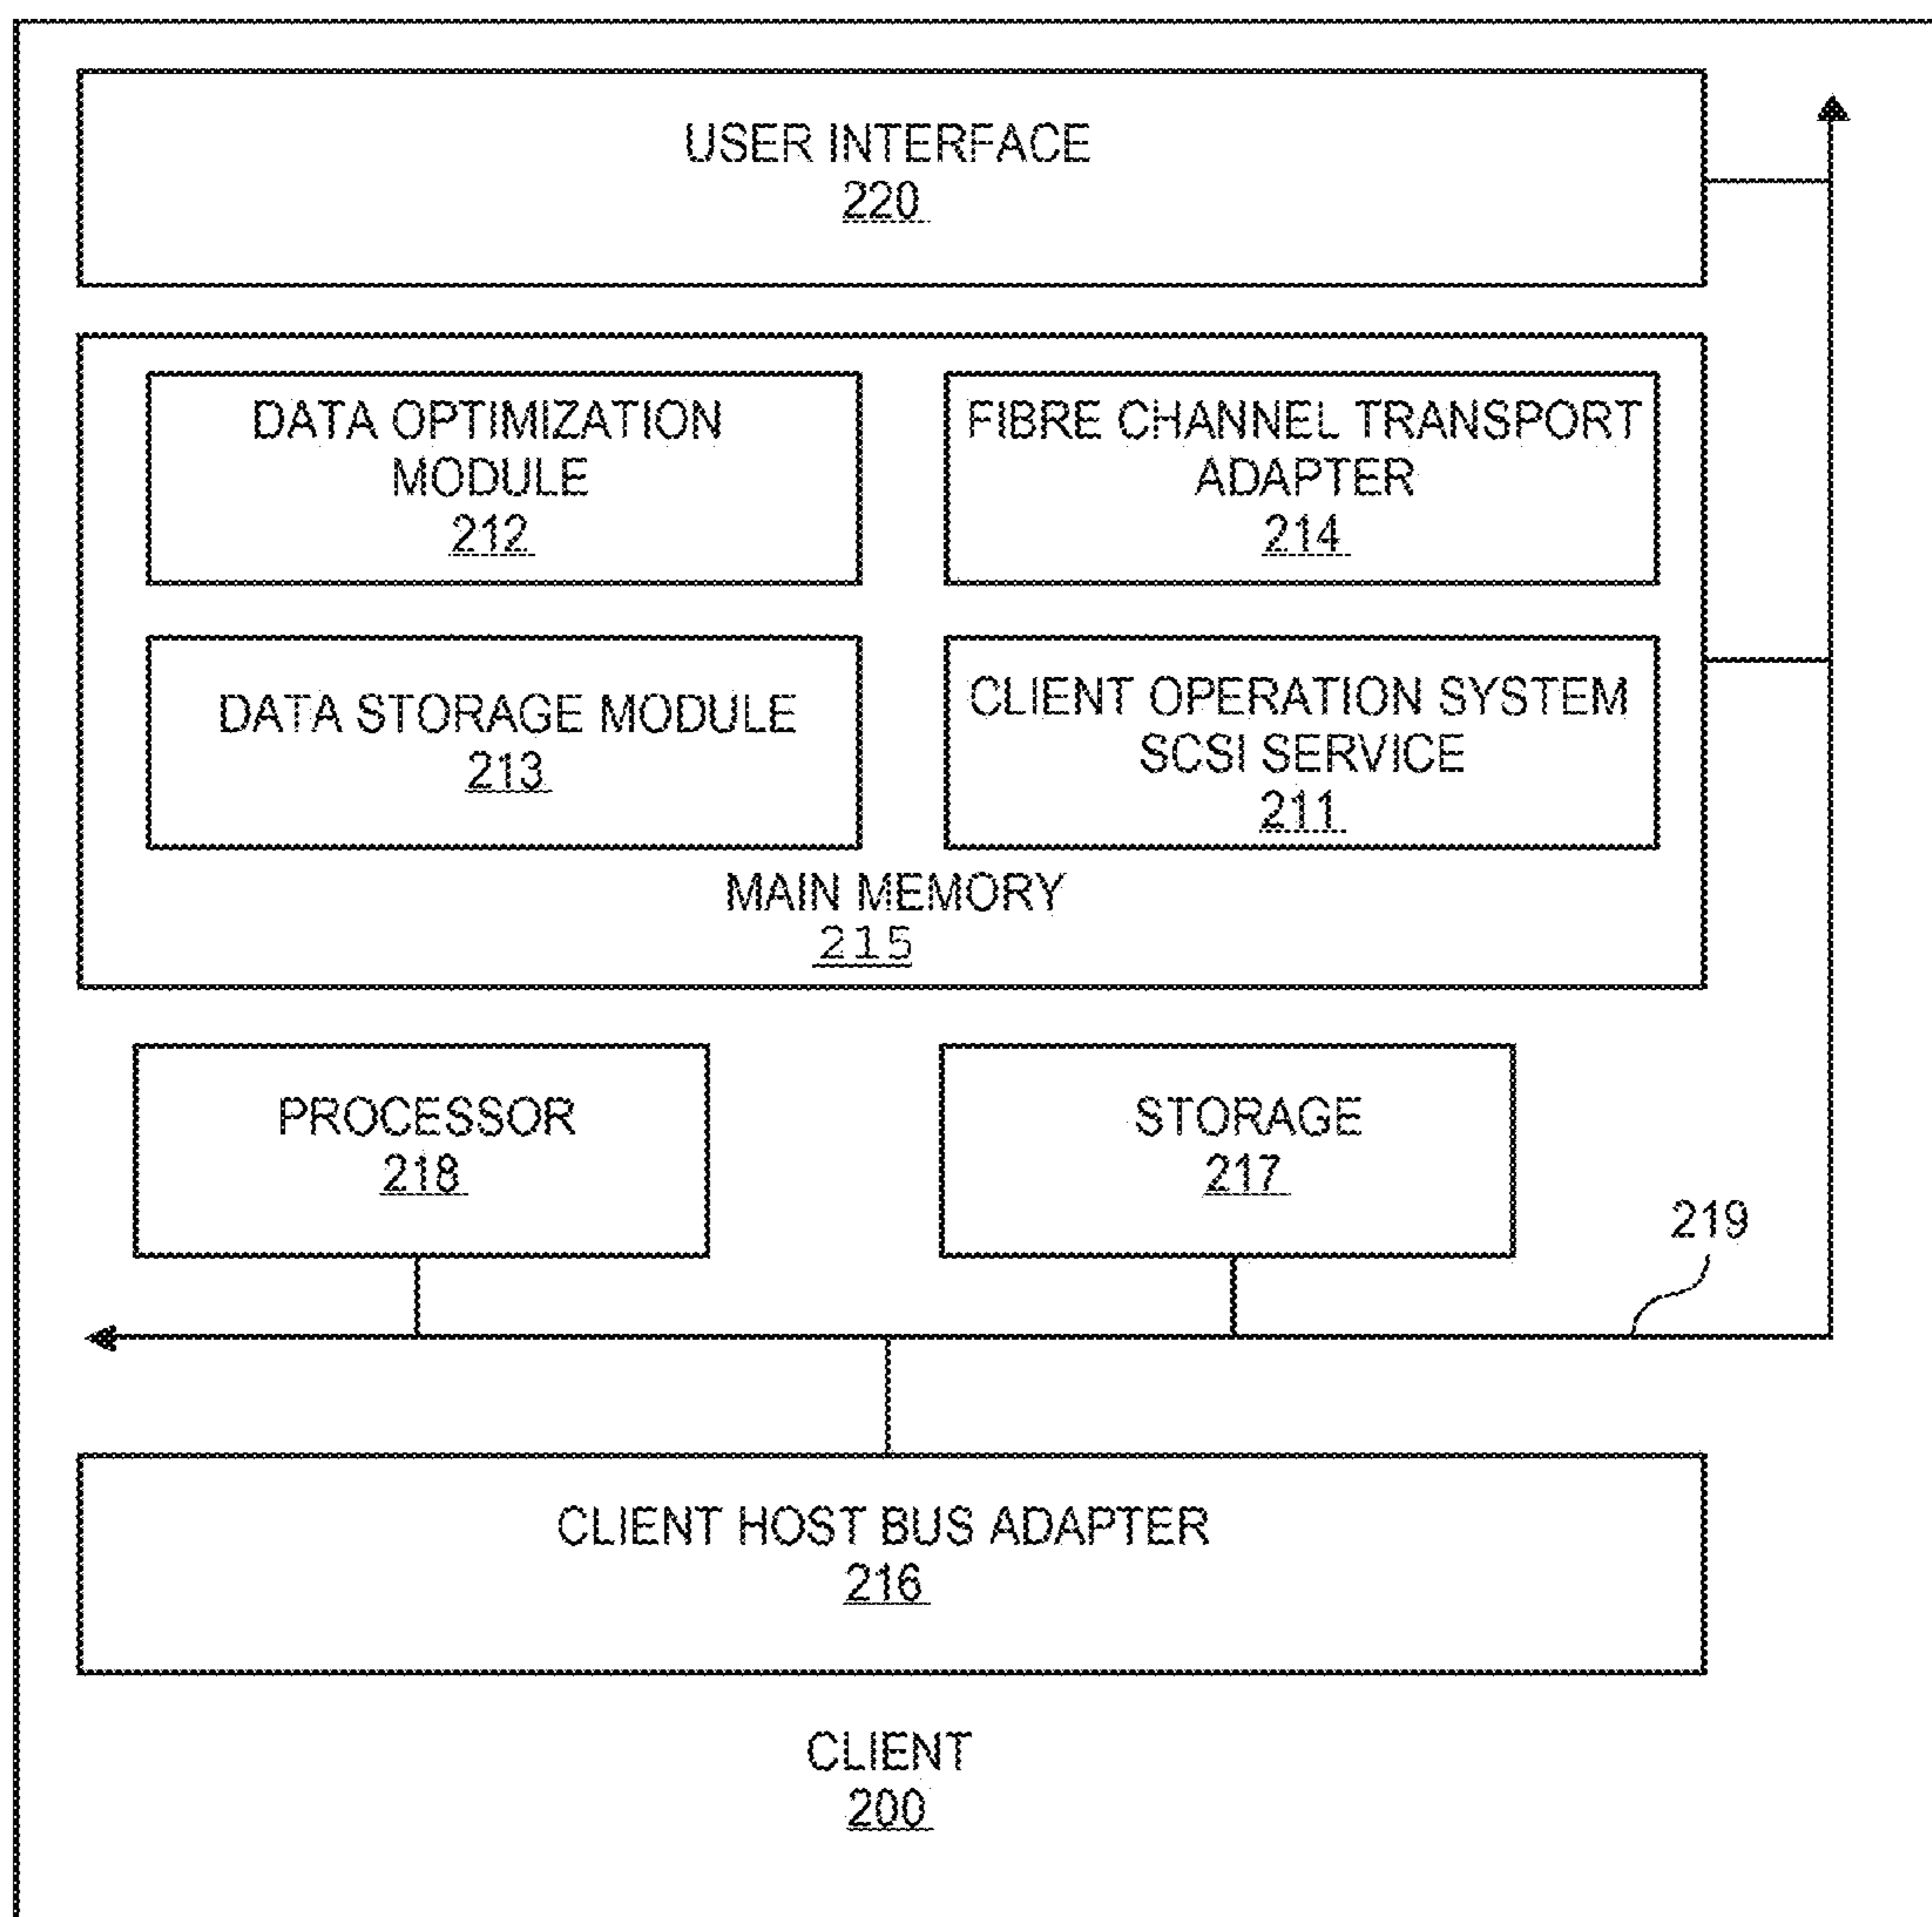 USER INTERFACE
220
DATA OPTIMIZATION
MODULE
212
FIBRE CHANNEL TRANSPORT
ADAPTER
214
DATA STORAGE MODULE
213
CLIENT OPERATION SYSTEM
SCSI SERVICE
211
MAIN MEMORY
215
PROCESSOR
218
STORAGE
217
219
CLIENT HOST BUS ADAPTER
216
CLIENT
200